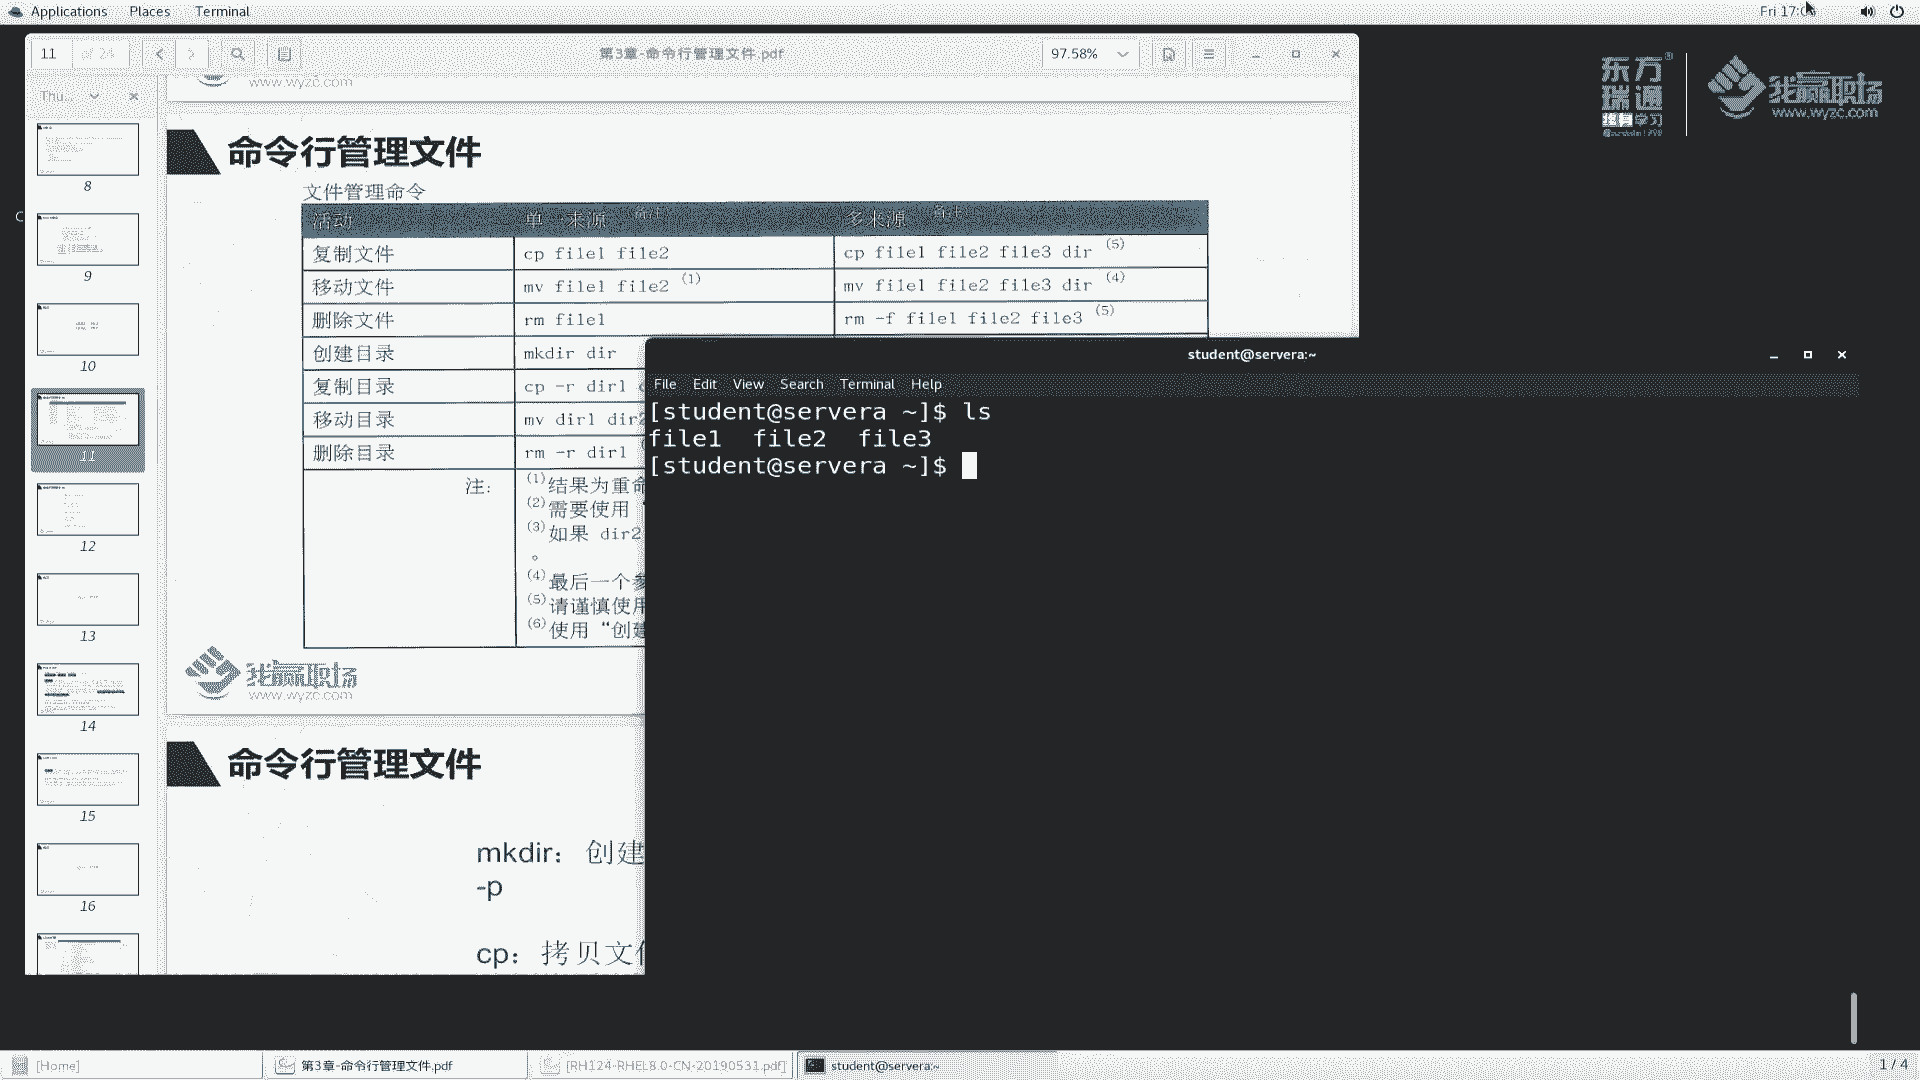 Applications Places Terminal
Fri 17:0
11 of 24
第3章-命令行管理文件.pdf
97.58%
Thu...
8
9
10
11
12
13
14
15
16
www.wyzc.com
命令行管理文件
文件管理命令
活动 单一来源 备注 多来源 备注
复制文件 cp file1 file2 cp file1 file2 file3 dir (5)
移动文件 mv file1 file2 (1) mv file1 file2 file3 dir (4)
删除文件 rm file1 rm -f file1 file2 file3 (5)
创建目录 mkdir dir
复制目录 cp -r dir1
移动目录 mv dir1 dir2
删除目录 rm -r dir1
注: (1)结果为重命
(2)需要使用“
(3)如果 dir2
。
(4)最后一个参
(5)请谨慎使用
(6)使用“创建
我赢职场
www.wyzc.com
命令行管理文件
mkdir：创建
-p
cp：拷贝文件
东方瑞通®
终身学习
我赢职场
www.wyzc.com
student@servera:~
File Edit View Search Terminal Help
[student@servera ~]$ ls
file1 file2 file3
[student@servera ~]$
[Home]
第3章-命令行管理文件.pdf
[RH124-RHEL8.0-CN-20190531.pdf]
student@servera:~
1 / 4